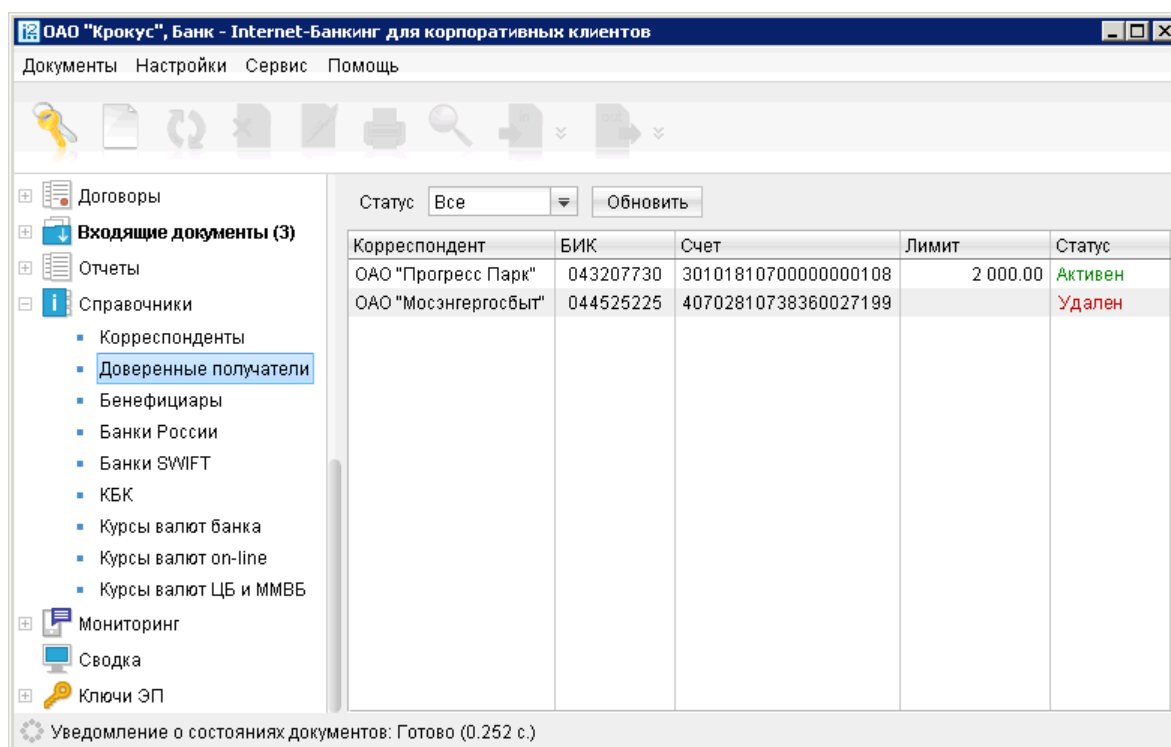 ОАО "Крокус", Банк - Internet-Банкинг для корпоративных клиентов
Документы Настройки Сервис Помощь
in out
Договоры
Входящие документы (3)
Отчеты
Справочники
Корреспонденты
Доверенные получатели
Бенефициары
Банки России
Банки SWIFT
КБК
Курсы валют банка
Курсы валют on-line
Курсы валют ЦБ и ММВБ
Мониторинг
Сводка
Ключи ЭП
Статус Все Обновить
Корреспондент БИК Счет Лимит Статус
ОАО "Прогресс Парк" 043207730 30101810700000000108 2 000.00 Активен
ОАО "Мосэнгергосбыт" 044525225 40702810738360027199 Удален
Уведомление о состояниях документов: Готово (0.252 с.)